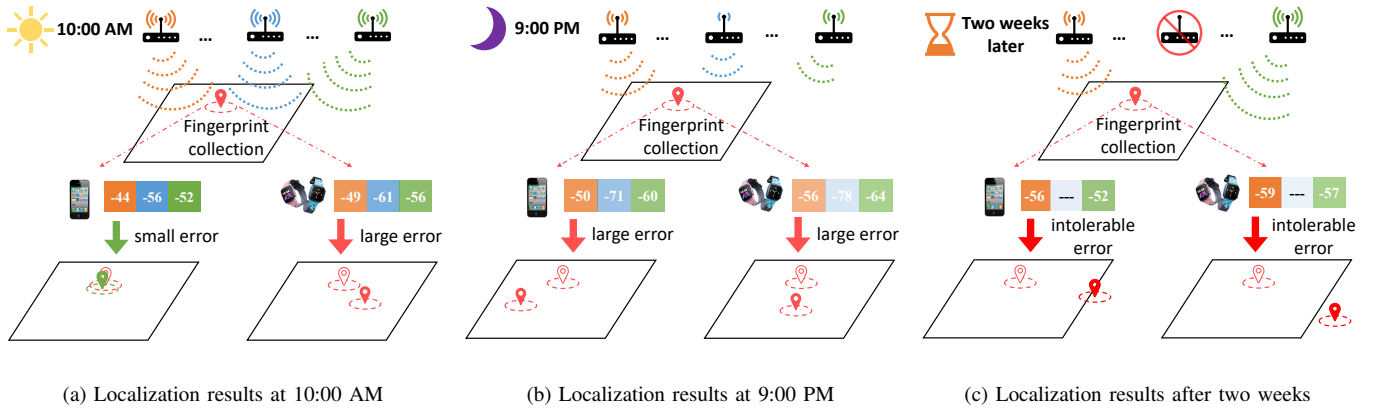 10:00 AM
...
...
Fingerprint
collection
-44 -56 -52
-49 -61 -56
small error
large error
(a) Localization results at 10:00 AM
9:00 PM
...
...
Fingerprint
collection
-50 -71 -60
-56 -78 -64
large error
large error
(b) Localization results at 9:00 PM
Two weeks
later
...
...
Fingerprint
collection
-56 --- -52
-59 --- -57
intolerable
error
intolerable
error
(c) Localization results after two weeks